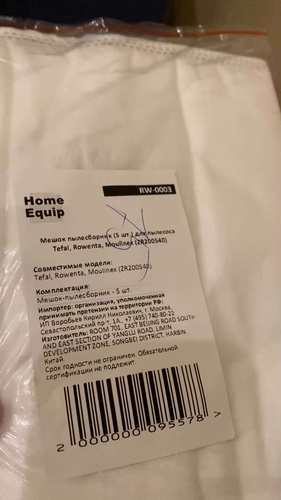 Home
Equip
RW-0003
Мешок пылесборник (5 шт.) для пылесоса
Tefal, Rowenta, Moulinex (ZR200540)
Совместимые модели:
Tefal, Rowenta, Moulinex (ZR200540)
Комплектация:
Мешок-пылесборник - 5 шт.
Импортер: организация, уполномоченная
принимать претензии на территории РФ:
ИП Воробьев Кирилл Николаевич, г. Москва,
Севастопольский пр-т, 1А, +7 (495) 740-80-22
Изготовитель: ROOM 701, EAST BEIJING ROAD SOUTH
AND EAST SECTION OF YANGLU ROAD, LIMIN
DEVELOPMENT ZONE, SONGBEI DISTRICT, HARBIN
Китай.
Срок годности не ограничен. Обязательной
сертификации не подлежит.
2 000000 095578 >